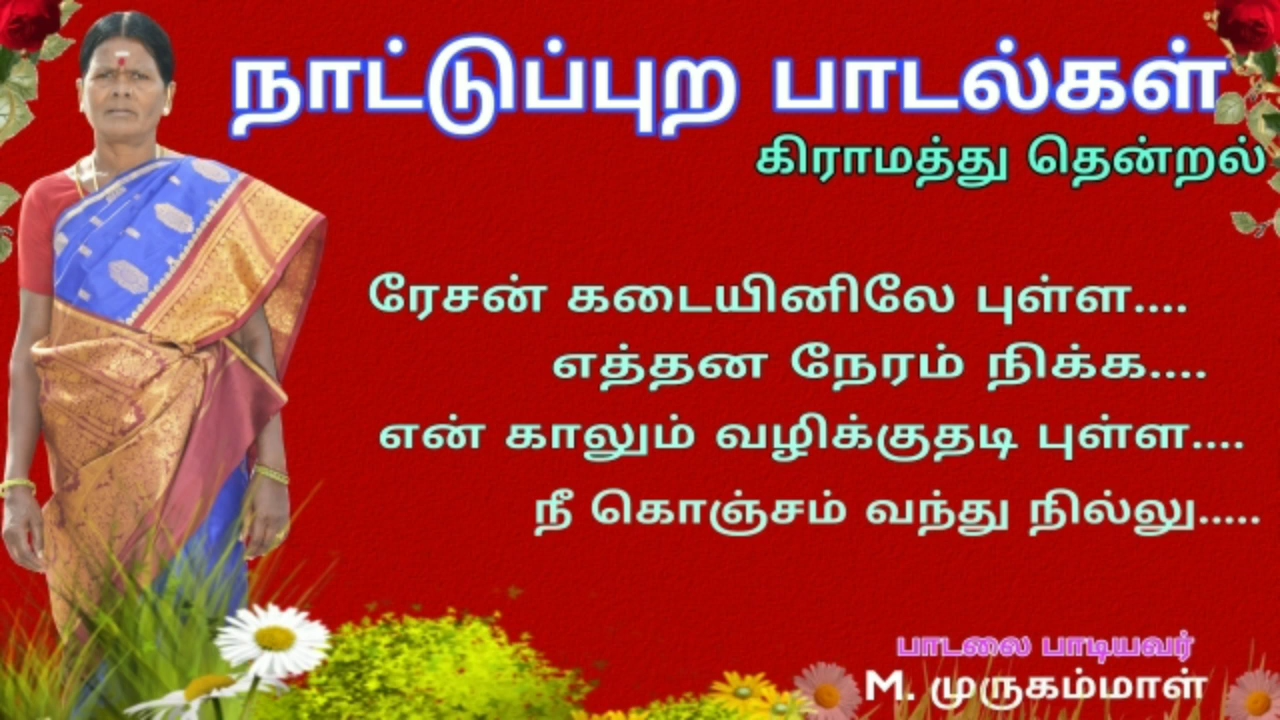 நாட்டுப்புற பாடல்கள்
கிராமத்து தென்றல்
ரேசன் கடையினிலே புள்ள....
எத்தன நேரம் நிக்க....
என் காலும் வழிக்குதடி புள்ள....
நீ கொஞ்சம் வந்து நில்லு.....
பாடலை பாடியவர்
M. முருகம்மாள்